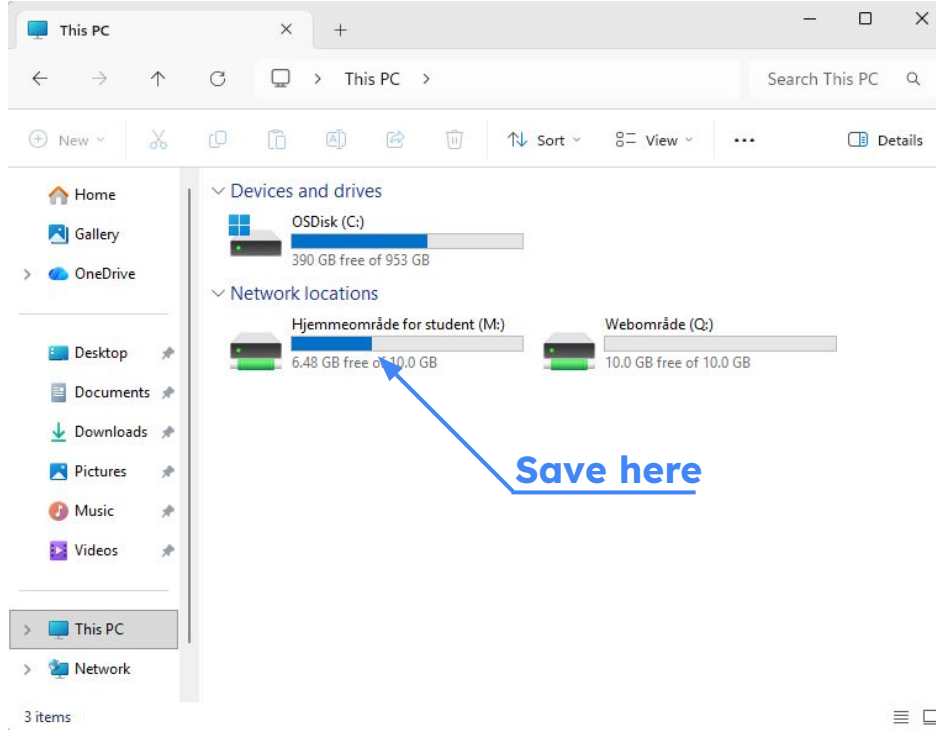 This PC
This PC
Search This PC
New
Sort
View
Details
Home
Gallery
OneDrive
Desktop
Documents
Downloads
Pictures
Music
Videos
This PC
Network
Devices and drives
OSDisk (C:)
390 GB free of 953 GB
Network locations
Hjemmeområde for student (M:)
6.48 GB free of 10.0 GB
Webområde (Q:)
10.0 GB free of 10.0 GB
Save here
3 items